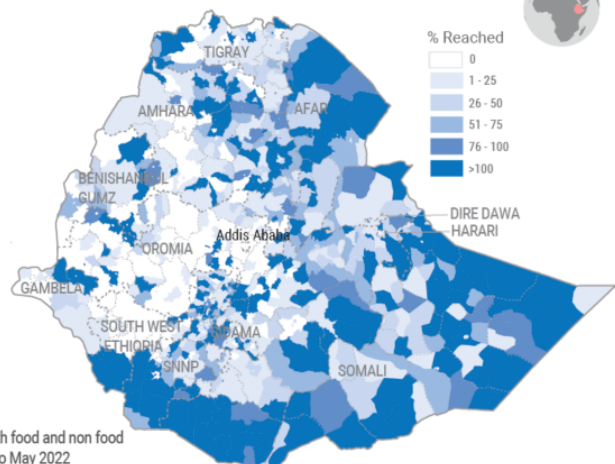 % Reached
0
1 - 25
26 - 50
51 - 75
76 - 100
>100
TIGRAY
AMHARA
AFAR
BENISHANGUL
GUMZ
DIRE DAWA
HARARI
Addis Ababa
OROMIA
GAMBELA
SOUTH WEST
ETHIOPIA
SIDAMA
SNNP
SOMALI
food and non food
May 2022